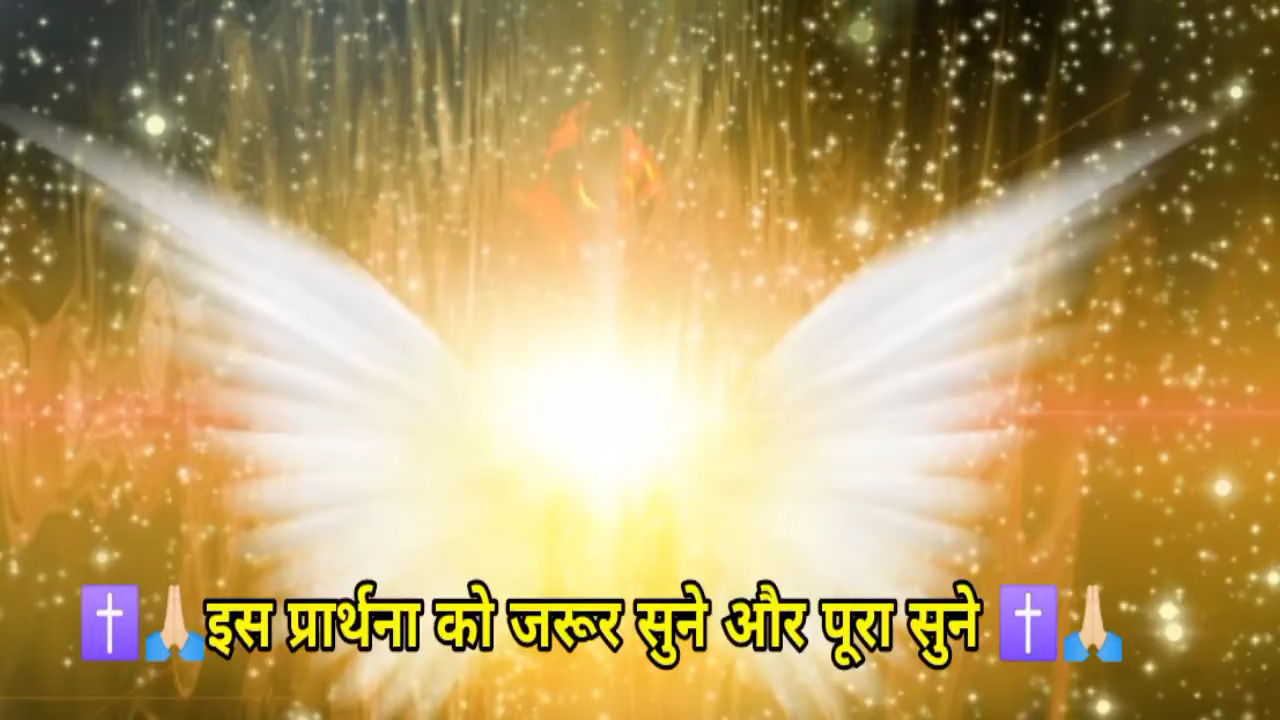 ✝️🙏🏻इस प्रार्थना को जरूर सुने और पूरा सुने ✝️🙏🏻